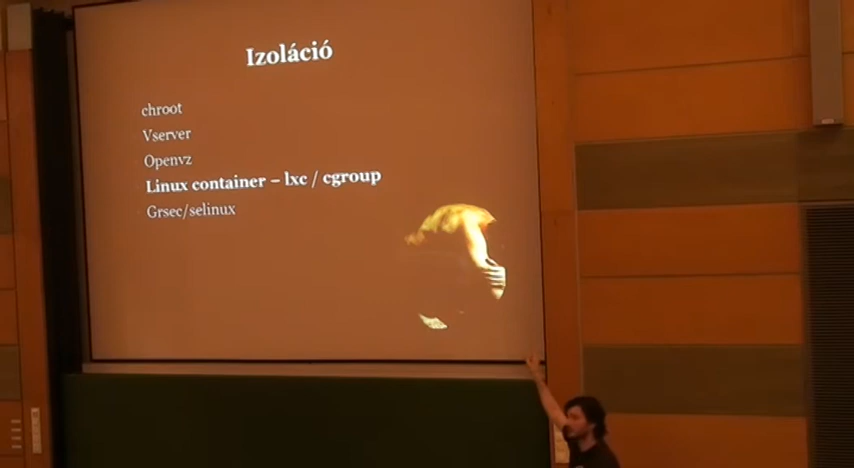 Izoláció
chroot
Vserver
Openvz
Linux container – lxc / cgroup
Grsec/selinux